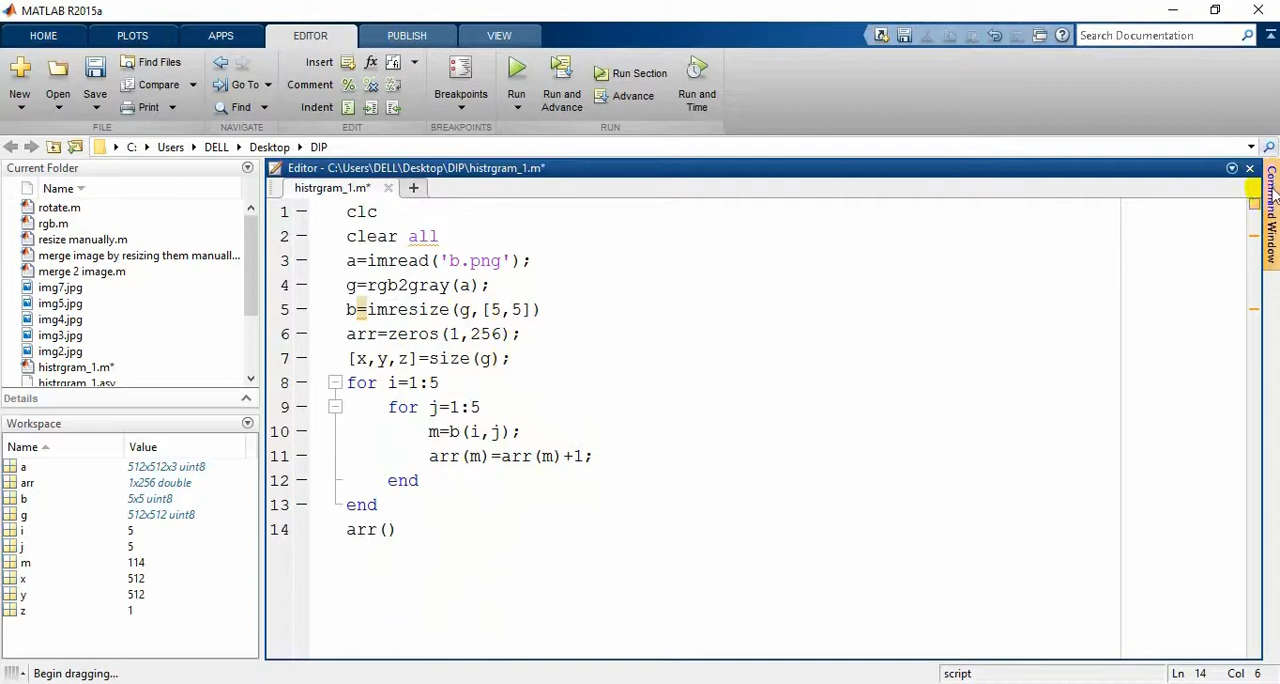 MATLAB R2015a
HOME PLOTS APPS EDITOR PUBLISH VIEW Search Documentation
New Open Save Find Files Compare Print
Go To Find
Insert fx Comment % Indent
Breakpoints Run Run and Advance Run Section Advance Run and Time
FILE NAVIGATE EDIT BREAKPOINTS RUN
C: Users DELL Desktop DIP
Current Folder
Name
rotate.m
rgb.m
resize manually.m
merge image by resizing them manuall...
merge 2 image.m
img7.jpg
img5.jpg
img4.jpg
img3.jpg
img2.jpg
histrgram_1.m*
histrgram_1.asv
Details
Workspace
Name Value
a 512x512x3 uint8
arr 1x256 double
b 5x5 uint8
g 512x512 uint8
i 5
j 5
m 114
x 512
y 512
z 1
Editor - C:\Users\DELL\Desktop\DIP\histrgram_1.m*
histrgram_1.m*
1 clc
2 clear all
3 a=imread('b.png');
4 g=rgb2gray(a);
5 b=imresize(g,[5,5])
6 arr=zeros(1,256);
7 [x,y,z]=size(g);
8 for i=1:5
9 for j=1:5
10 m=b(i,j);
11 arr(m)=arr(m)+1;
12 end
13 end
14 arr()
Command Window
Begin dragging...
script Ln 14 Col 6